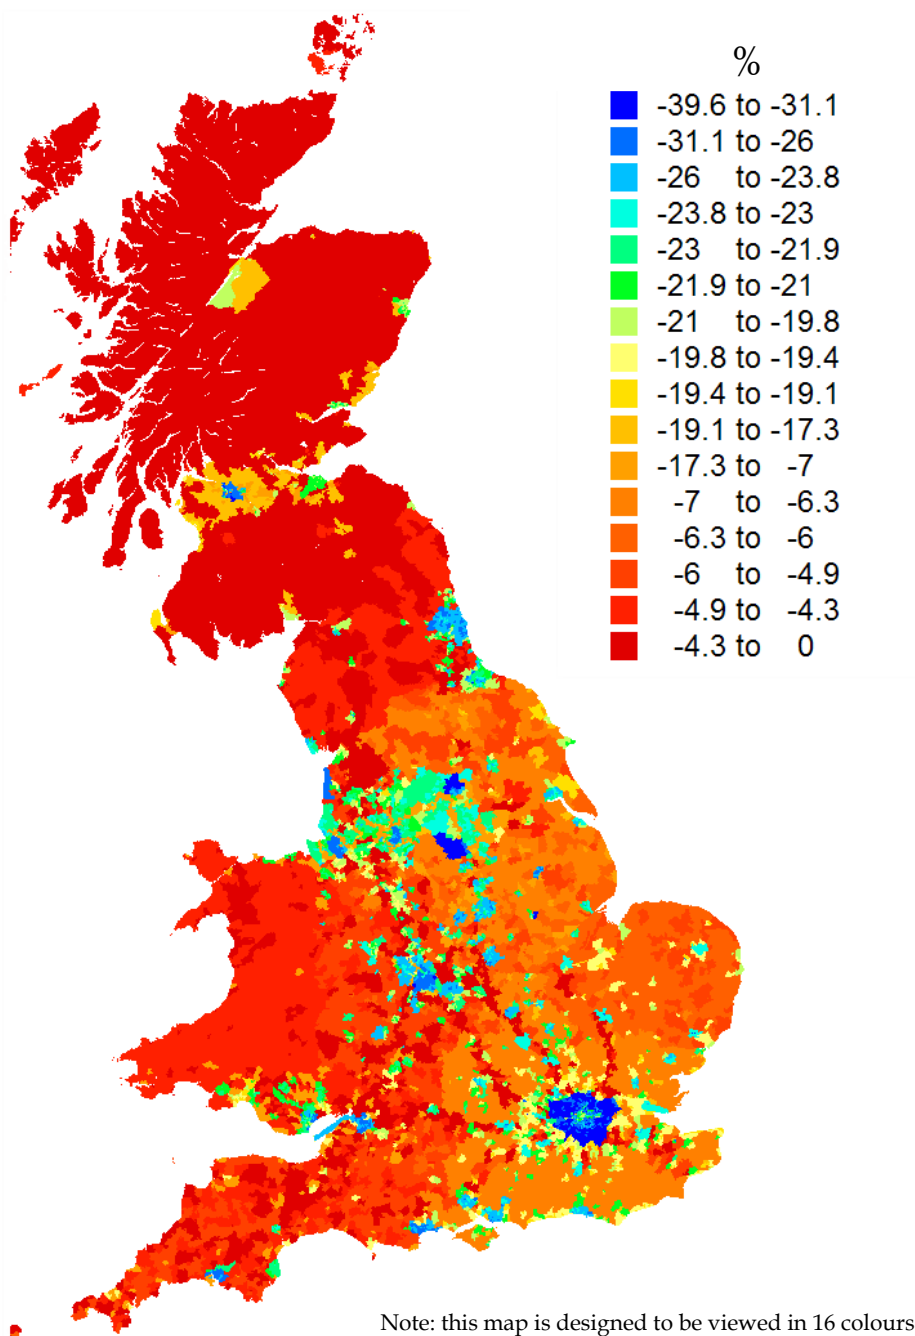 %
-39.6 to -31.1
-31.1 to -26
-26 to -23.8
-23.8 to -23
-23 to -21.9
-21.9 to -21
-21 to -19.8
-19.8 to -19.4
-19.4 to -19.1
-19.1 to -17.3
-17.3 to -7
-7 to -6.3
-6.3 to -6
-6 to -4.9
-4.9 to -4.3
-4.3 to 0
Note: this map is designed to be viewed in 16 colours